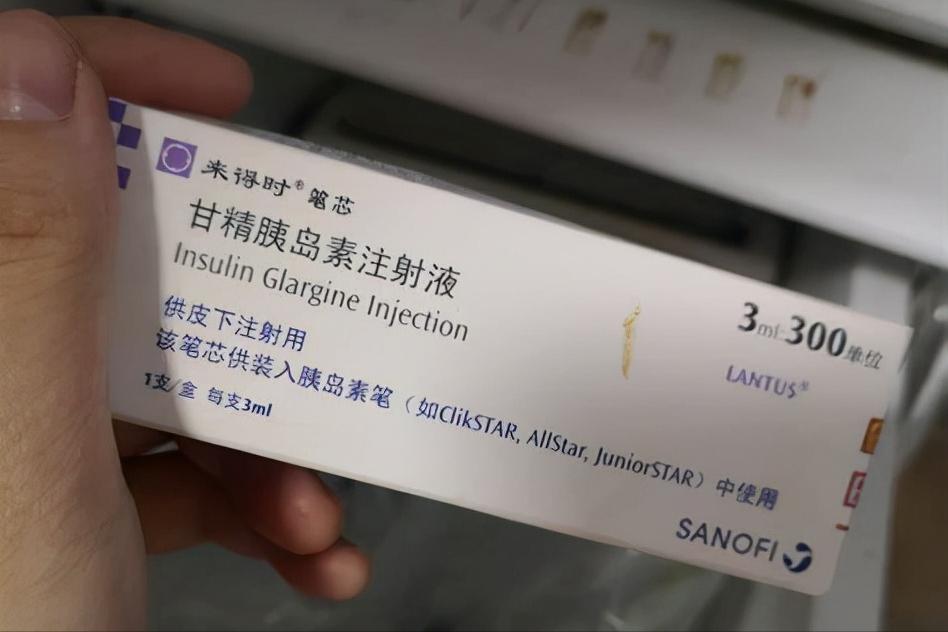 来得时® 笔芯
甘精胰岛素注射液
Insulin Glargine Injection
供皮下注射用
该笔芯供装入胰岛素笔（如ClikSTAR, AllStar, JuniorSTAR）中使用
1支/盒 每支3ml
3ml:300单位
LANTUS®
SANOFI